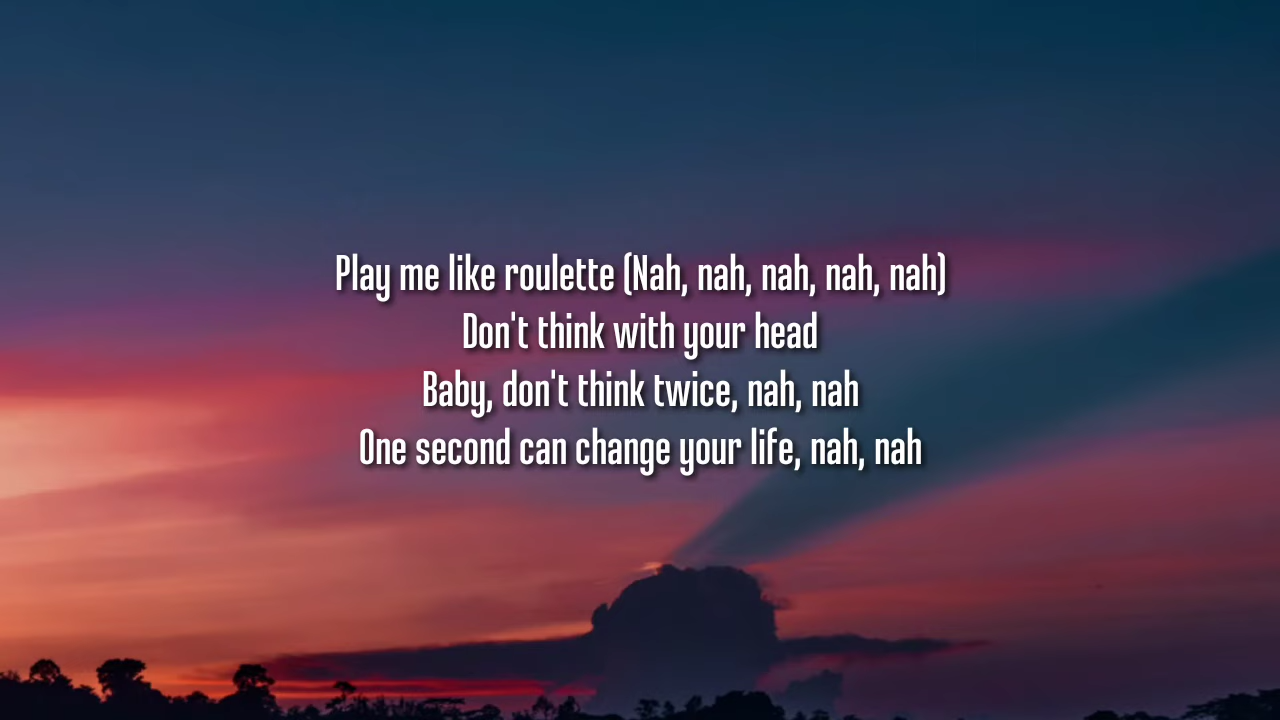 Play me like roulette (Nah, nah, nah, nah, nah)
Don't think with your head
Baby, don't think twice, nah, nah
One second can change your life, nah, nah